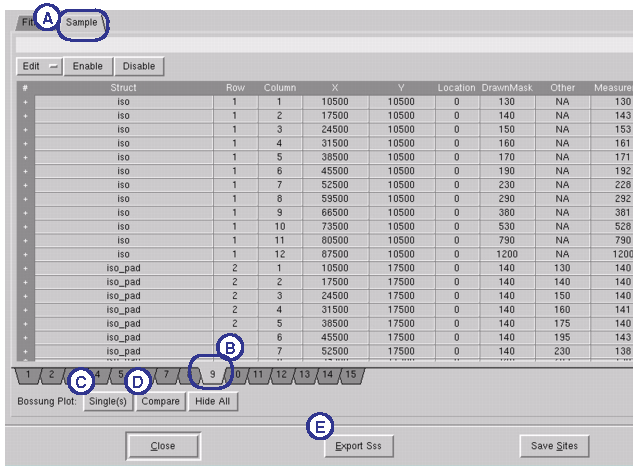 Fit
A
Sample
Edit Enable Disable
# Struct Row Column X Y Location DrawnMask Other Measure
+ iso 1 1 10500 10500 0 130 NA 130
+ iso 1 2 17500 10500 0 140 NA 143
+ iso 1 3 24500 10500 0 150 NA 153
+ iso 1 4 31500 10500 0 160 NA 161
+ iso 1 5 38500 10500 0 170 NA 171
+ iso 1 6 45500 10500 0 190 NA 192
+ iso 1 7 52500 10500 0 230 NA 228
+ iso 1 8 59500 10500 0 290 NA 292
+ iso 1 9 66500 10500 0 380 NA 381
+ iso 1 10 73500 10500 0 530 NA 528
+ iso 1 11 80500 10500 0 790 NA 790
+ iso 1 12 87500 10500 0 1200 NA 1200
+ iso_pad 2 1 10500 17500 0 140 130 140
+ iso_pad 2 2 17500 17500 0 140 140 140
+ iso_pad 2 3 24500 17500 0 140 150 140
+ iso_pad 2 4 31500 17500 0 140 160 141
+ iso_pad 2 5 38500 17500 0 140 175 140
+ iso_pad 6 45500 17500 0 140 195 143
+ iso_pad 7 52500 17500 0 140 230 138
B
1 2 4 5 7 9 10 11 12 13 14 15
C D
Bossung Plot: Single(s) Compare Hide All
E
Close Export Sss Save Sites